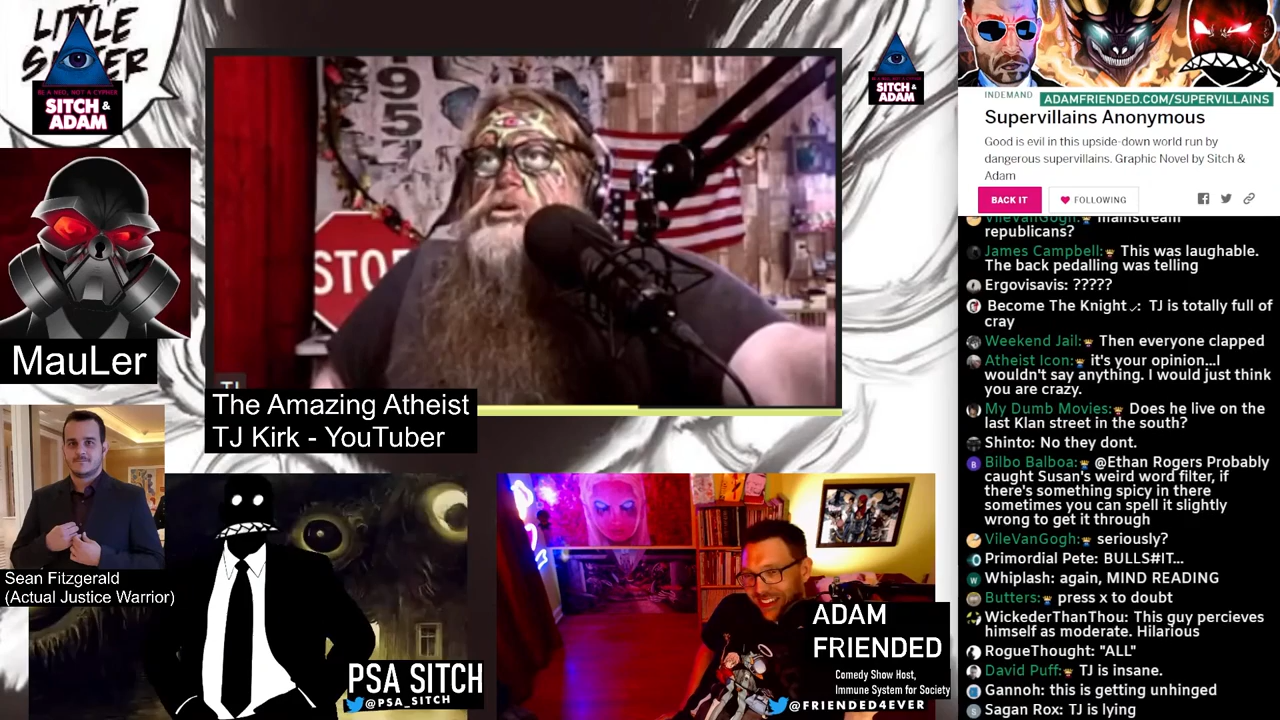 LITTLE
BE A NEO, NOT A CYPHER
SITCH &
ADAM
MauLer
Sean Fitzgerald
(Actual Justice Warrior)
1957
STOP
TJ
The Amazing Atheist
TJ Kirk - YouTuber
SITCH &
ADAM
PSA SITCH
@PSA_SITCH
ADAM
FRIENDED
Comedy Show Host,
Immune System for Society
@FRIENDED4EVER
INDEMAND
ADAMFRIENDED.COM/SUPERVILLAINS
Supervillains Anonymous
Good is evil in this upside-down world run by
dangerous supervillains. Graphic Novel by Sitch &
Adam
BACK IT
FOLLOWING
VileVanGogh: mainstream
republicans?
James Campbell: This was laughable.
The back pedalling was telling
Ergovisavis: ?????
Become The Knight: TJ is totally full of
cray
Weekend Jail: Then everyone clapped
Atheist Icon: it's your opinion...I
wouldn't say anything. I would just think
you are crazy.
My Dumb Movies: Does he live on the
last Klan street in the south?
Shinto: No they dont.
Bilbo Balboa: @Ethan Rogers Probably
caught Susan's weird word filter, if
there's something spicy in there
sometimes you can spell it slightly
wrong to get it through
VileVanGogh: seriously?
Primordial Pete: BULLS#IT...
Whiplash: again, MIND READING
Butters: press x to doubt
WickederThanThou: This guy percieves
himself as moderate. Hilarious
RogueThought: "ALL"
David Puff: TJ is insane.
Gannoh: this is getting unhinged
Sagan Rox: TJ is lying